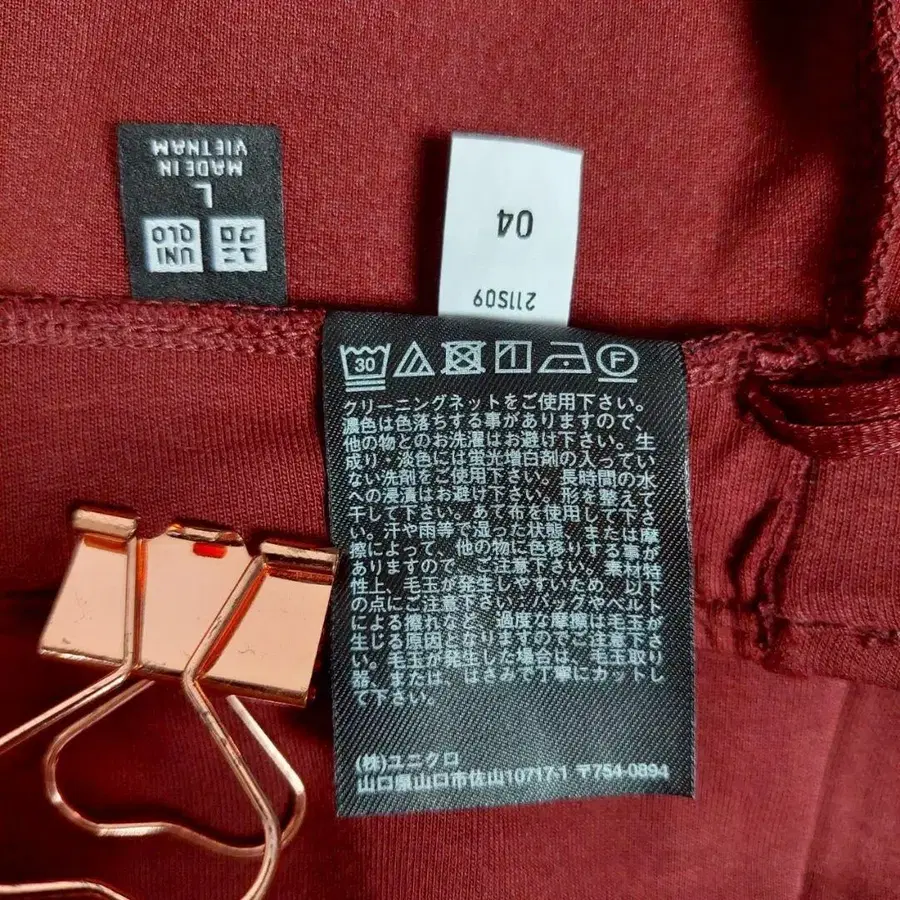 MADE IN
VIETNAM
L
UNI
QLO
ユニ
クロ
04
211S09
30
F
クリーニングネットをご使用下さい。
濃色は色落ちする事がありますので、
他の物とのお洗濯はお避け下さい。生
成り・淡色には蛍光増白剤の入ってい
ない洗剤をご使用下さい。長時間の水
への浸漬はお避け下さい。形を整えて
干して下さい。あて布を使用して下さ
い。汗や雨等で湿った状態、または摩
擦によって、他の物に色移りする事が
ありますので、ご注意下さい。素材特
性上、毛玉が発生しやすいため、以下
の点にご注意下さい・バッグやベルト
による擦れなど、過度な摩擦は毛玉が
生じる原因となりますのでご注意下さ
い。毛玉が発生した場合は、毛玉取り
器、または、はさみで丁寧にカットし
て下さい。
(株)ユニクロ
山口県山口市佐山10717-1 〒754-0894